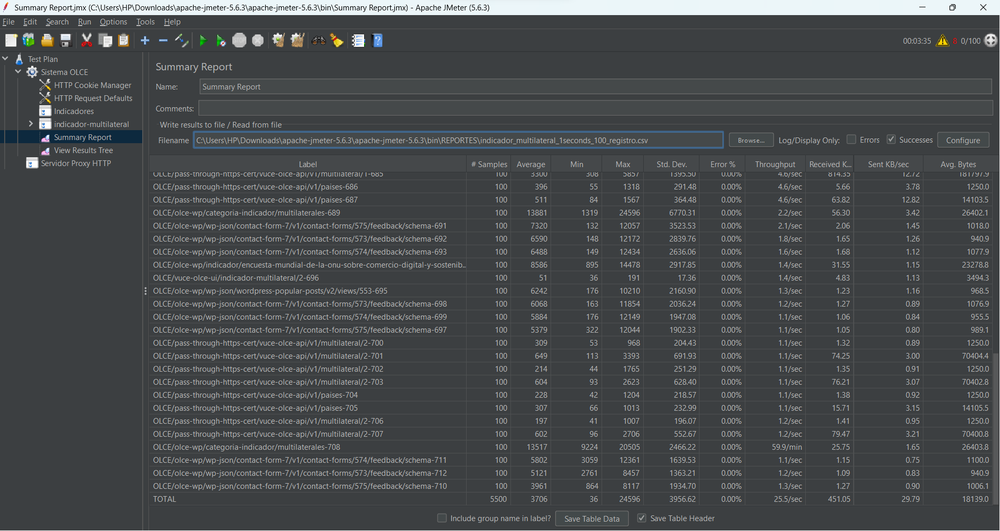 Summary Report.jmx (C:\Users\HP\Downloads\apache-jmeter-5.6.3\apache-jmeter-5.6.3\bin\Summary Report.jmx) - Apache JMeter (5.6.3)
File Edit Search Run Options Tools Help
STOP
00:03:35 8 0/100
Test Plan
Sistema OLCE
HTTP Cookie Manager
HTTP Request Defaults
Indicadores
indicador-multilateral
Summary Report
View Results Tree
Servidor Proxy HTTP
Summary Report
Name: Summary Report
Comments:
Write results to file / Read from file
Filename C:\Users\HP\Downloads\apache-jmeter-5.6.3\apache-jmeter-5.6.3\bin\REPORTES\indicador_multilateral_1seconds_100_registro.csv Browse... Log/Display Only: Errors Successes Configure
Label # Samples Average Min Max Std. Dev. Error % Throughput Received K... Sent KB/sec Avg. Bytes
OLCE/pass-through-https-cert/vuce-olce-api/v1/multilateral/1-685 100 3300 308 5857 1395.50 0.00% 4.6/sec 814.35 12.72 181797.9
OLCE/pass-through-https-cert/vuce-olce-api/v1/paises-686 100 396 55 1318 291.48 0.00% 4.6/sec 5.66 3.78 1250.0
OLCE/pass-through-https-cert/vuce-olce-api/v1/paises-687 100 511 84 1567 364.48 0.00% 4.6/sec 63.82 12.82 14103.5
OLCE/olce-wp/categoria-indicador/multilaterales-689 100 13881 1319 24596 6770.31 0.00% 2.2/sec 56.30 3.42 26402.1
OLCE/olce-wp/wp-json/contact-form-7/v1/contact-forms/575/feedback/schema-691 100 7320 132 12057 3523.53 0.00% 2.1/sec 2.06 1.45 1018.0
OLCE/olce-wp/wp-json/contact-form-7/v1/contact-forms/573/feedback/schema-692 100 6590 148 12172 2839.76 0.00% 1.8/sec 1.65 1.26 940.9
OLCE/olce-wp/wp-json/contact-form-7/v1/contact-forms/574/feedback/schema-693 100 6488 149 12434 2636.06 0.00% 1.6/sec 1.68 1.12 1077.9
OLCE/olce-wp/indicador/encuesta-mundial-de-la-onu-sobre-comercio-digital-y-sostenib... 100 8586 895 14478 2917.85 0.00% 1.4/sec 31.55 1.15 23278.8
OLCE/vuce-olce-ui/indicador-multilateral/2-696 100 51 36 191 17.36 0.00% 1.4/sec 4.83 1.13 3494.3
OLCE/olce-wp/wp-json/wordpress-popular-posts/v2/views/553-695 100 6242 176 10210 2160.90 0.00% 1.3/sec 1.23 1.16 968.5
OLCE/olce-wp/wp-json/contact-form-7/v1/contact-forms/573/feedback/schema-698 100 6068 163 11854 2036.24 0.00% 1.2/sec 1.27 0.89 1076.9
OLCE/olce-wp/wp-json/contact-form-7/v1/contact-forms/574/feedback/schema-699 100 5884 176 12149 1947.08 0.00% 1.1/sec 1.06 0.84 955.5
OLCE/olce-wp/wp-json/contact-form-7/v1/contact-forms/575/feedback/schema-697 100 5379 322 12044 1902.33 0.00% 1.1/sec 1.05 0.80 989.1
OLCE/pass-through-https-cert/vuce-olce-api/v1/multilateral/2-700 100 309 53 968 204.43 0.00% 1.1/sec 1.32 0.89 1250.0
OLCE/pass-through-https-cert/vuce-olce-api/v1/multilateral/2-701 100 649 113 3393 691.93 0.00% 1.1/sec 74.25 3.00 70404.4
OLCE/pass-through-https-cert/vuce-olce-api/v1/multilateral/2-702 100 214 44 1765 251.29 0.00% 1.1/sec 1.35 0.91 1250.0
OLCE/pass-through-https-cert/vuce-olce-api/v1/multilateral/2-703 100 604 93 2623 628.40 0.00% 1.1/sec 76.21 3.07 70402.8
OLCE/pass-through-https-cert/vuce-olce-api/v1/paises-704 100 228 42 1204 218.57 0.00% 1.1/sec 1.38 0.92 1250.0
OLCE/pass-through-https-cert/vuce-olce-api/v1/paises-705 100 307 66 1013 232.99 0.00% 1.1/sec 15.71 3.15 14105.5
OLCE/pass-through-https-cert/vuce-olce-api/v1/multilateral/2-706 100 197 41 1007 196.07 0.00% 1.2/sec 1.41 0.95 1250.0
OLCE/pass-through-https-cert/vuce-olce-api/v1/multilateral/2-707 100 602 96 2706 552.67 0.00% 1.2/sec 79.47 3.21 70400.8
OLCE/olce-wp/categoria-indicador/multilaterales-708 100 13517 9224 20505 2466.22 0.00% 59.9/min 25.75 1.65 26403.8
OLCE/olce-wp/wp-json/contact-form-7/v1/contact-forms/574/feedback/schema-711 100 5802 3059 12361 1639.53 0.00% 1.1/sec 1.15 0.75 1100.0
OLCE/olce-wp/wp-json/contact-form-7/v1/contact-forms/573/feedback/schema-712 100 5121 2761 8457 1363.21 0.00% 1.2/sec 1.09 0.83 940.9
OLCE/olce-wp/wp-json/contact-form-7/v1/contact-forms/575/feedback/schema-710 100 3961 864 8117 1934.70 0.00% 1.3/sec 1.27 0.90 1006.1
TOTAL 5500 3706 36 24596 3956.62 0.00% 25.5/sec 451.05 29.79 18139.0
Include group name in label? Save Table Data Save Table Header